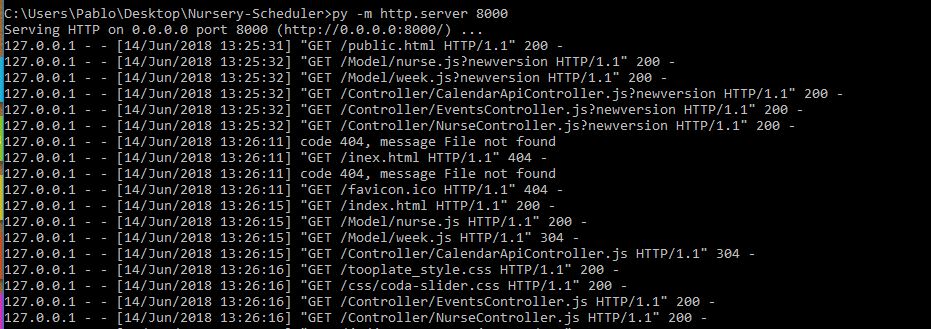 C:\Users\Pablo\Desktop\Nursery-Scheduler>py -m http.server 8000
Serving HTTP on 0.0.0.0 port 8000 (http://0.0.0.0:8000/) ...
127.0.0.1 - - [14/Jun/2018 13:25:31] "GET /public.html HTTP/1.1" 200 -
127.0.0.1 - - [14/Jun/2018 13:25:32] "GET /Model/nurse.js?newversion HTTP/1.1" 200 -
127.0.0.1 - - [14/Jun/2018 13:25:32] "GET /Model/week.js?newversion HTTP/1.1" 200 -
127.0.0.1 - - [14/Jun/2018 13:25:32] "GET /Controller/CalendarApiController.js?newversion HTTP/1.1" 200 -
127.0.0.1 - - [14/Jun/2018 13:25:32] "GET /Controller/EventsController.js?newversion HTTP/1.1" 200 -
127.0.0.1 - - [14/Jun/2018 13:25:32] "GET /Controller/NurseController.js?newversion HTTP/1.1" 200 -
127.0.0.1 - - [14/Jun/2018 13:26:11] code 404, message File not found
127.0.0.1 - - [14/Jun/2018 13:26:11] "GET /inex.html HTTP/1.1" 404 -
127.0.0.1 - - [14/Jun/2018 13:26:11] code 404, message File not found
127.0.0.1 - - [14/Jun/2018 13:26:11] "GET /favicon.ico HTTP/1.1" 404 -
127.0.0.1 - - [14/Jun/2018 13:26:15] "GET /index.html HTTP/1.1" 200 -
127.0.0.1 - - [14/Jun/2018 13:26:15] "GET /Model/nurse.js HTTP/1.1" 200 -
127.0.0.1 - - [14/Jun/2018 13:26:15] "GET /Model/week.js HTTP/1.1" 304 -
127.0.0.1 - - [14/Jun/2018 13:26:15] "GET /Controller/CalendarApiController.js HTTP/1.1" 304 -
127.0.0.1 - - [14/Jun/2018 13:26:16] "GET /tooplate_style.css HTTP/1.1" 200 -
127.0.0.1 - - [14/Jun/2018 13:26:16] "GET /css/coda-slider.css HTTP/1.1" 200 -
127.0.0.1 - - [14/Jun/2018 13:26:16] "GET /Controller/EventsController.js HTTP/1.1" 200 -
127.0.0.1 - - [14/Jun/2018 13:26:16] "GET /Controller/NurseController.js HTTP/1.1" 200 -